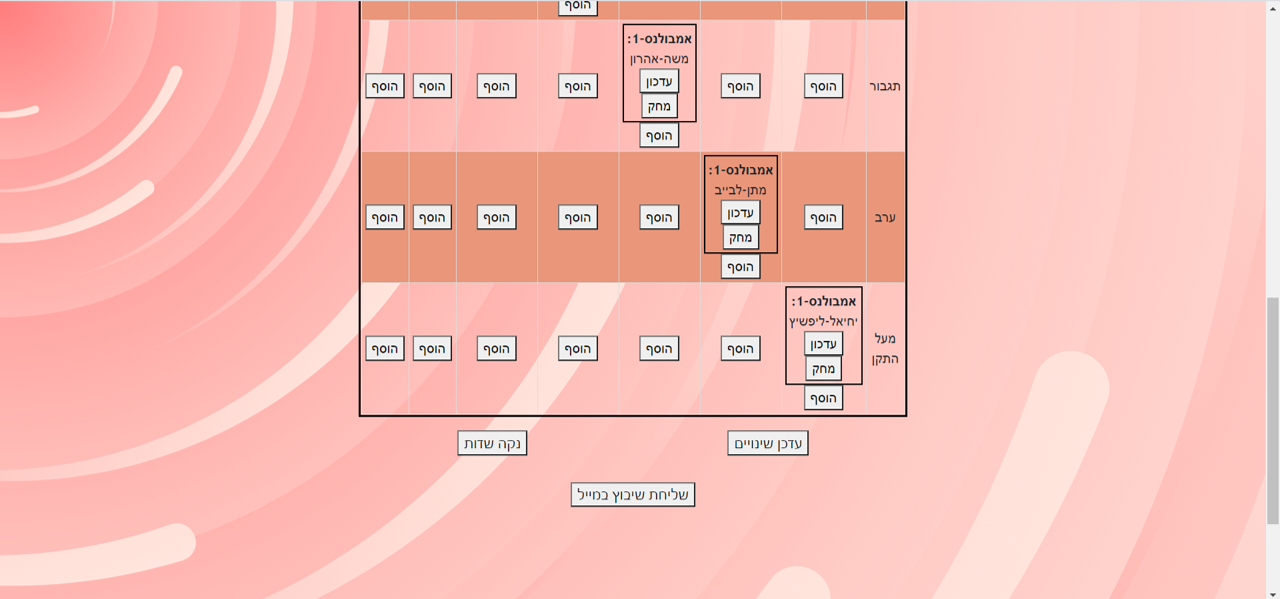 הוסף
תגבור
הוסף
הוסף
אמבולנס-1:
משה-אהרון
עדכון
מחק
הוסף
הוסף
הוסף
הוסף
הוסף
ערב
הוסף
אמבולנס-1:
מתן-לבייב
עדכון
מחק
הוסף
הוסף
הוסף
הוסף
הוסף
הוסף
מעל
התקן
אמבולנס-1:
יחיאל-ליפשיץ
עדכון
מחק
הוסף
הוסף
הוסף
הוסף
הוסף
הוסף
הוסף
עדכן שינויים
נקה שדות
שליחת שיבוץ במייל